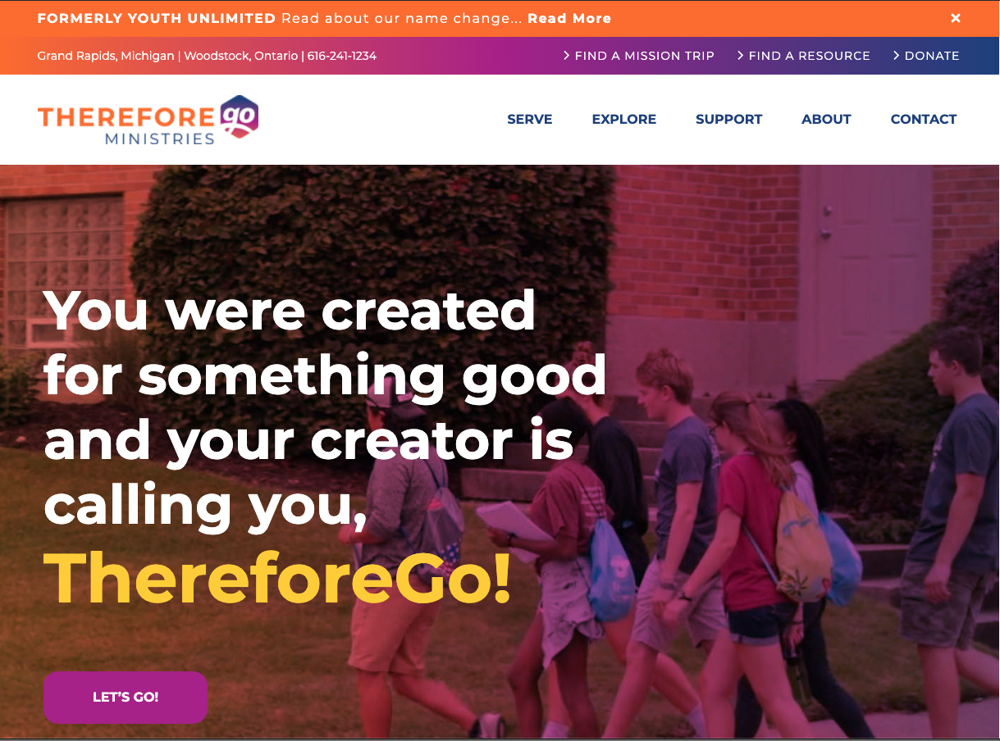 FORMERLY YOUTH UNLIMITED Read about our name change... Read More ×
Grand Rapids, Michigan | Woodstock, Ontario | 616-241-1234
> FIND A MISSION TRIP > FIND A RESOURCE > DONATE
THEREFORE go
MINISTRIES
SERVE EXPLORE SUPPORT ABOUT CONTACT
You were created
for something good
and your creator is
calling you,
ThereforeGo!
LET’S GO!